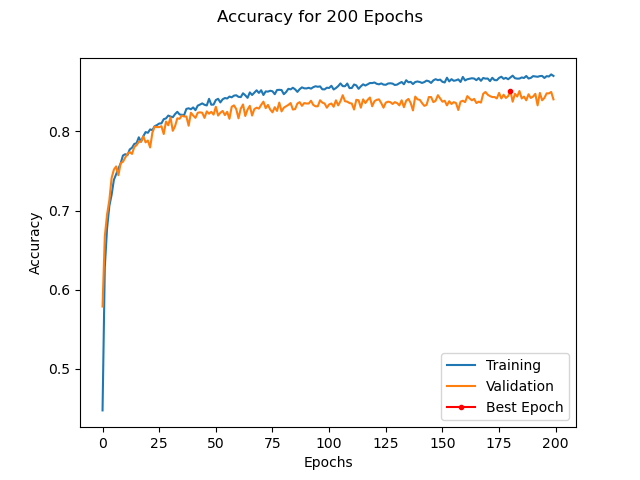 Accuracy for 200 Epochs
Accuracy
0.8
0.7
0.6
0.5
0
25
50
75
100
125
150
175
200
Epochs
Training
Validation
Best Epoch